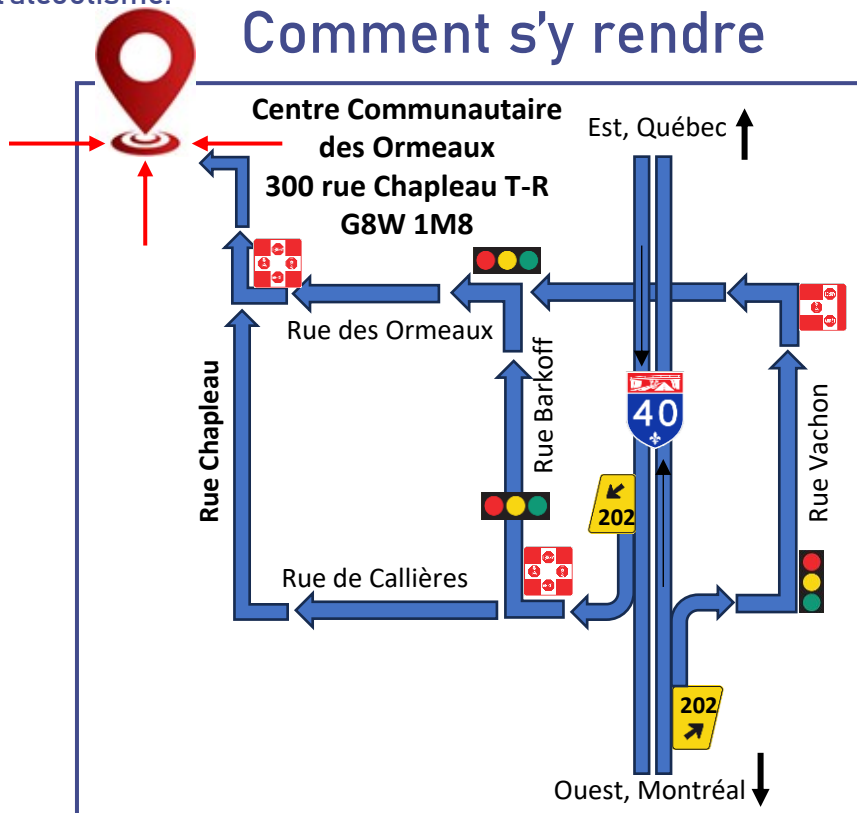 l'alcoolisme.
Comment s'y rendre
Centre Communautaire
des Ormeaux
300 rue Chapleau T-R
G8W 1M8
Est, Québec
Rue des Ormeaux
Rue Chapleau
Rue Barkoff
40
Rue Vachon
202
Rue de Callières
202
Ouest, Montréal